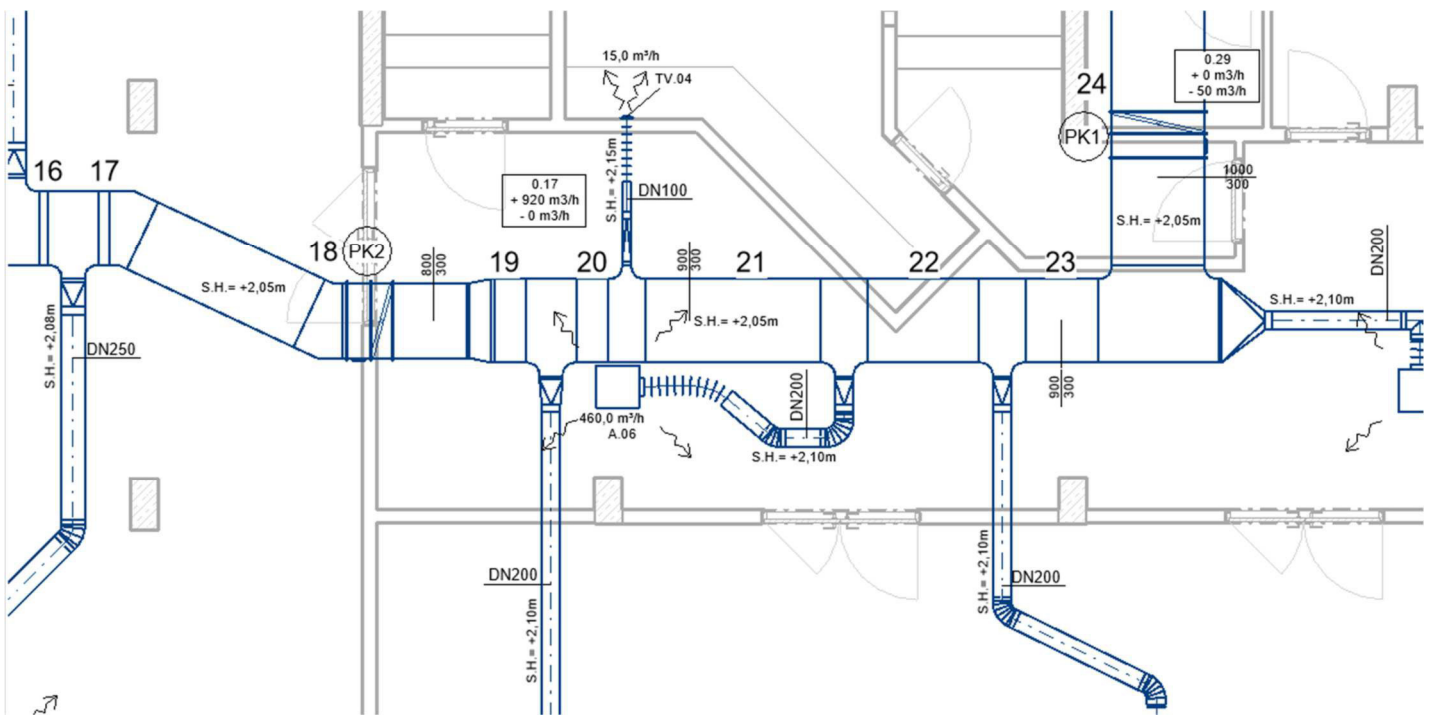 15,0 m³/h
TV.04
24
0.29
+ 0 m3/h
- 50 m3/h
PK1
16
17
0.17
+ 920 m3/h
- 0 m3/h
S.H.= +2,15m
DN100
1000
300
S.H.= +2,05m
DN200
18
PK2
S.H.= +2,05m
800
300
19
20
900
300
21
22
23
S.H.= +2,10m
S.H.= +2,05m
S.H.= +2,08m
DN250
900
300
DN200
460,0 m³/h
A.06
S.H.= +2,10m
DN200
S.H.= +2,10m
S.H.= +2,10m
DN200